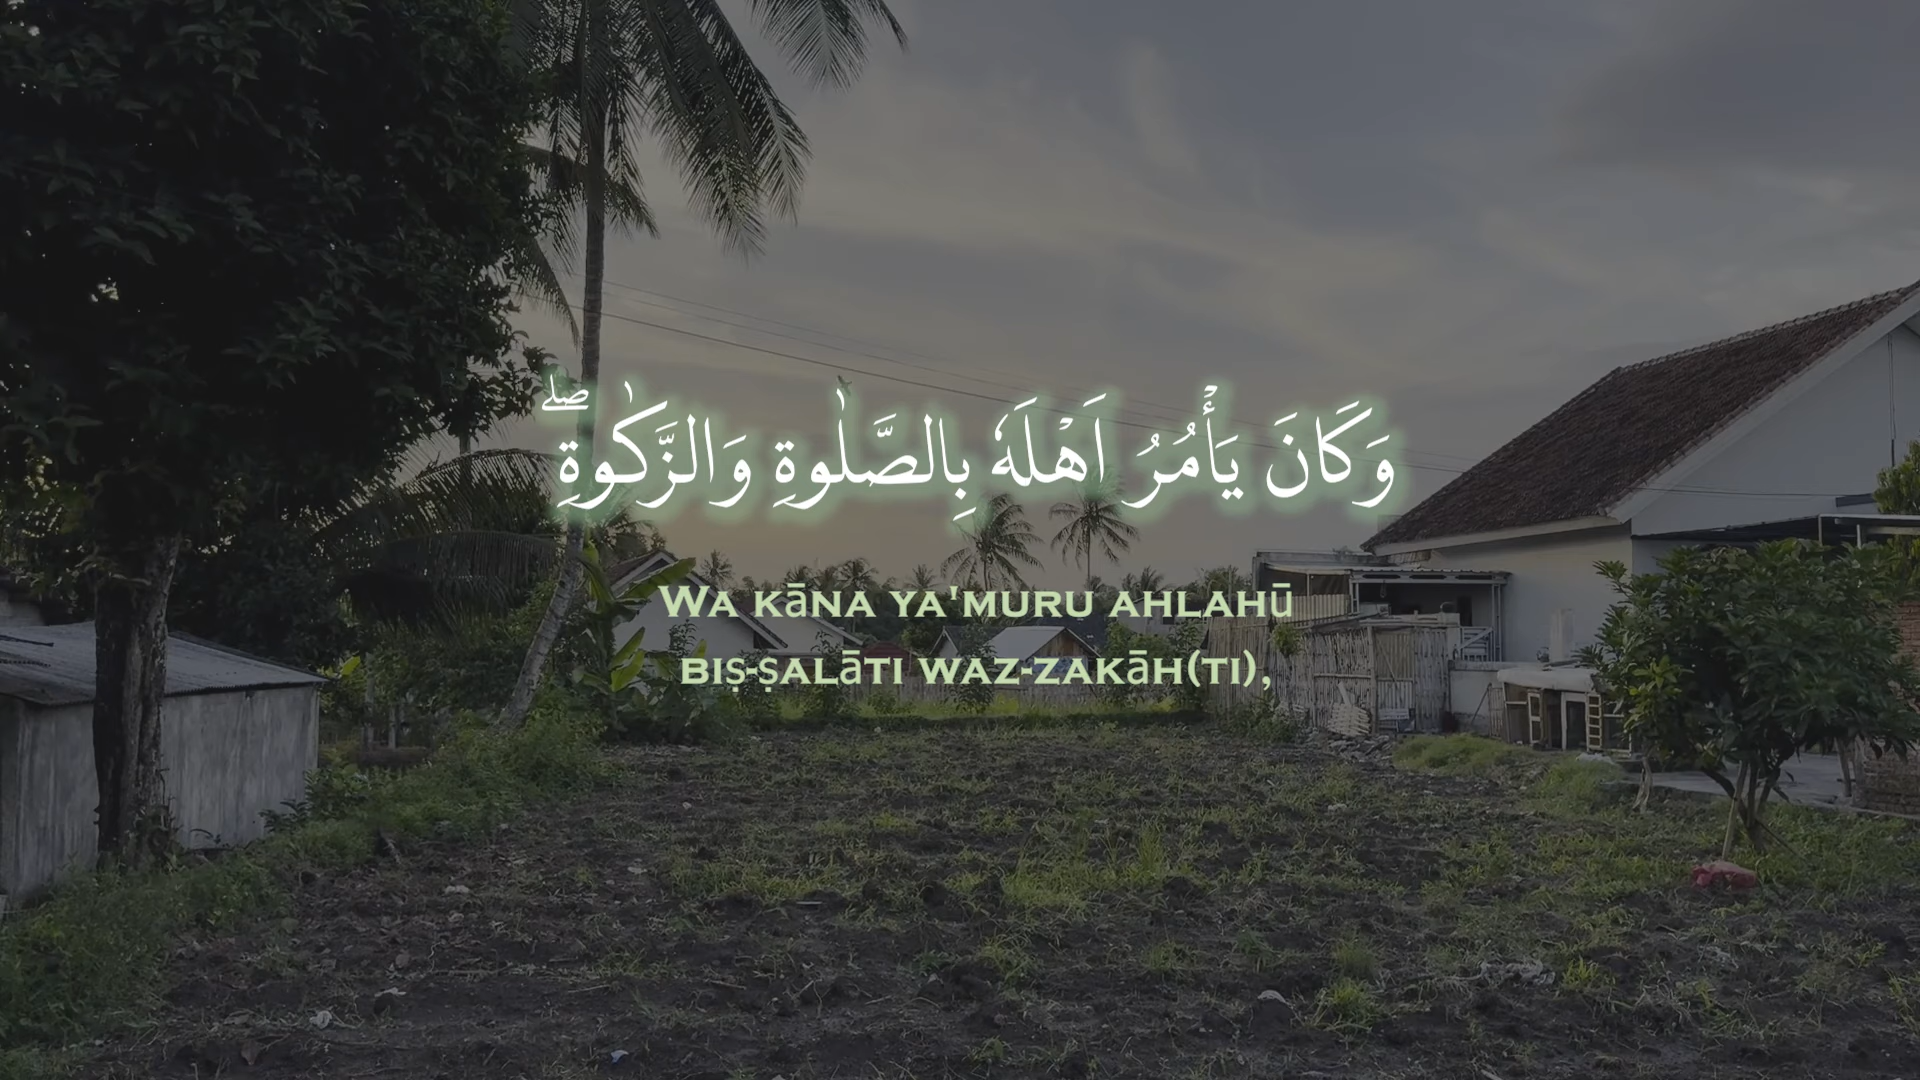 وَكَانَ يَأْمُرُ اَهْلَهٗ بِالصَّلٰوةِ وَالزَّكٰوةِۖ
Wa kāna ya'muru ahlahū
biṣ-ṣalāti waz-zakāh(ti),